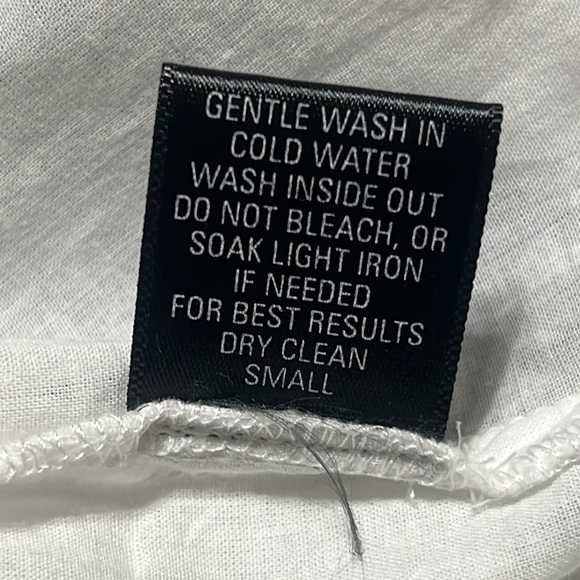 GENTLE WASH IN
COLD WATER
WASH INSIDE OUT
DO NOT BLEACH, OR
SOAK LIGHT IRON
IF NEEDED
FOR BEST RESULTS
DRY CLEAN
SMALL